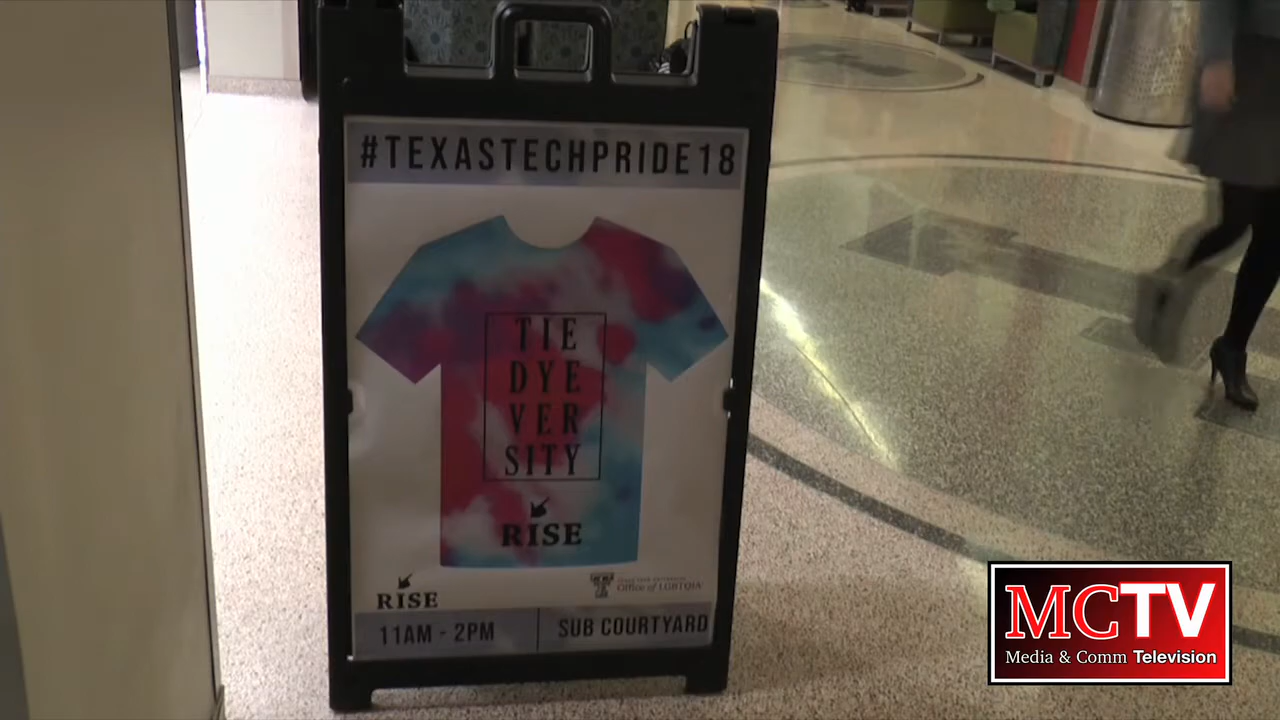 #TEXASTECHPRIDE18
TIE
DYE
VER
SITY
RISE
RISE
Office of LGBTQIA
11AM - 2PM
SUB COURTYARD
MCTV
Media & Comm Television